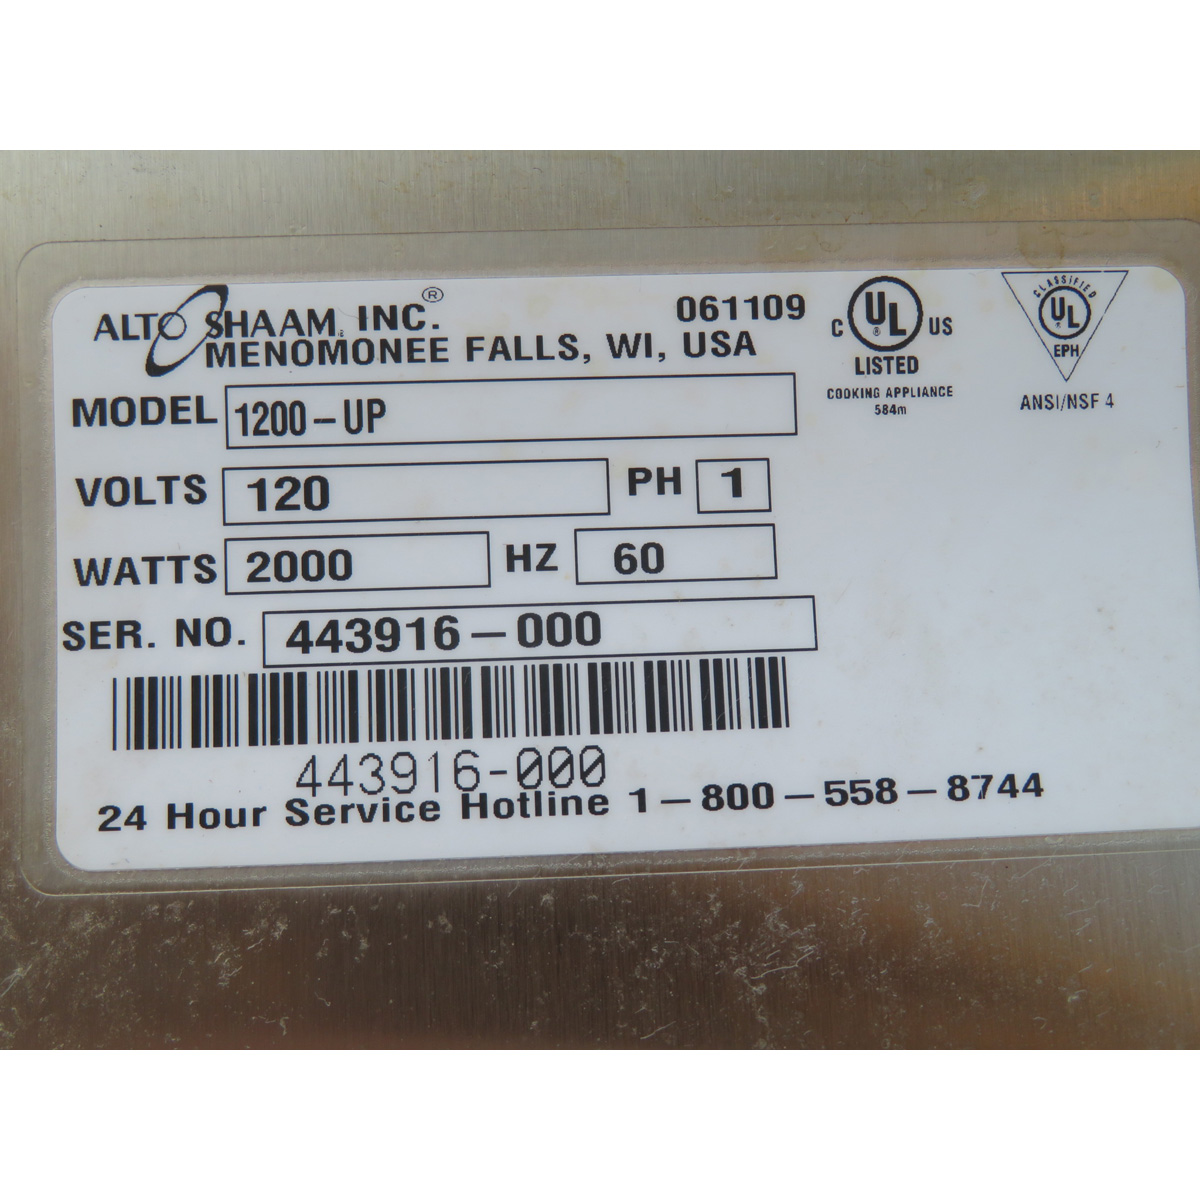 ALTO SHAAM, INC.® 061109
MENOMONEE FALLS, WI, USA
C UL® US
LISTED
COOKING APPLIANCE
584m
CLASSIFIED
UL®
EPH
ANSI/NSF 4
MODEL 1200-UP
VOLTS 120 PH 1
WATTS 2000 HZ 60
SER. NO. 443916-000
443916-000
24 Hour Service Hotline 1-800-558-8744